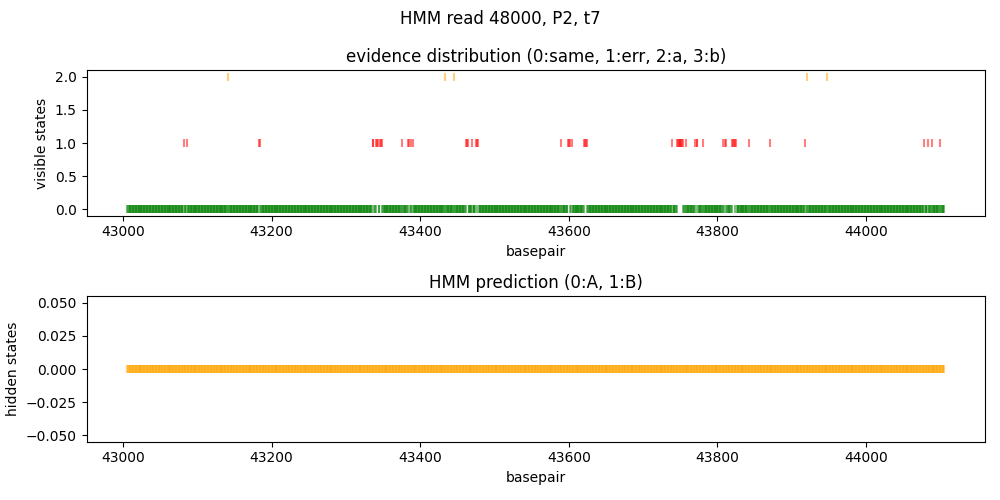 HMM read 48000, P2, t7
evidence distribution (0:same, 1:err, 2:a, 3:b)
visible states
2.0
1.5
1.0
0.5
0.0
43000 43200 43400 43600 43800 44000
basepair
HMM prediction (0:A, 1:B)
hidden states
0.050
0.025
0.000
−0.025
−0.050
43000 43200 43400 43600 43800 44000
basepair